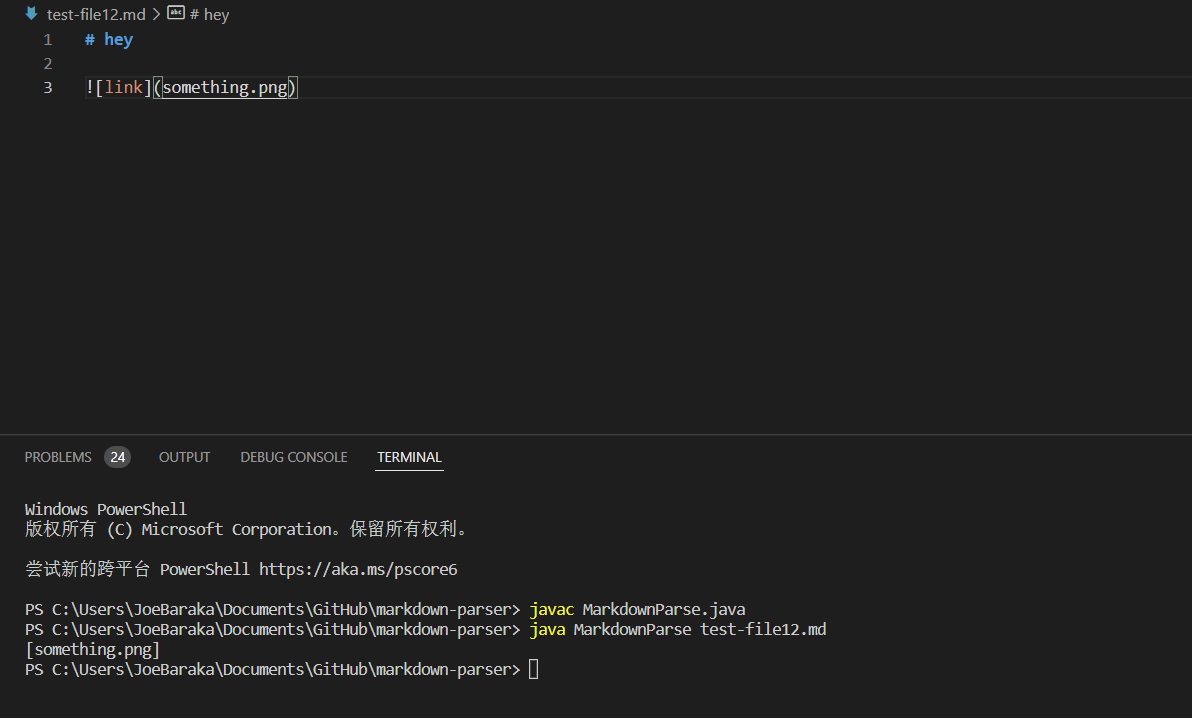 test-file12.md > abc # hey
1 # hey
2
3 ![link](something.png)
PROBLEMS 24 OUTPUT DEBUG CONSOLE TERMINAL
Windows PowerShell
版权所有 (C) Microsoft Corporation。保留所有权利。
尝试新的跨平台 PowerShell https://aka.ms/pscore6
PS C:\Users\JoeBaraka\Documents\GitHub\markdown-parser> javac MarkdownParse.java
PS C:\Users\JoeBaraka\Documents\GitHub\markdown-parser> java MarkdownParse test-file12.md
[something.png]
PS C:\Users\JoeBaraka\Documents\GitHub\markdown-parser>